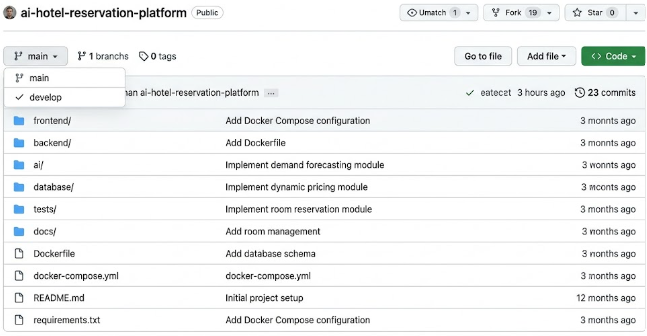 ai-hotel-reservation-platform Public Umatch 1 Fork 19 Star 0
main 1 branchs 0 tags Go to file Add file <> Code
main
develop
nan ai-hotel-reservation-platform ... eatecet 3 hours ago 23 commits
frontend/ Add Docker Compose configuration 3 monnts ago
backend/ Add Dockerfile 3 months ago
ai/ Implement demand forecasting module 3 wonnts ago
database/ Implement dynamic pricing module 3 mconts ago
tests/ Implement room reservation module 3 months ago
docs/ Add room management 3 wonths ago
Dockerfile Add database schema 3 wonths ago
docker-compose.yml docker-compose.yml 3 months ago
README.md Initial project setup 12 months ago
requirements.txt Add Docker Compose configuration 3 months ago